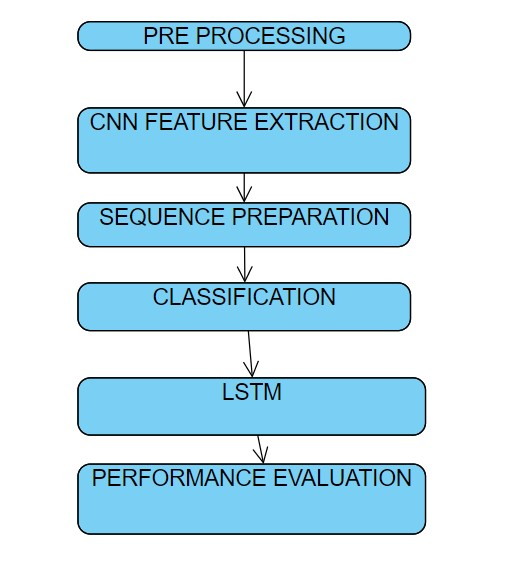 PRE PROCESSING
CNN FEATURE EXTRACTION
SEQUENCE PREPARATION
CLASSIFICATION
LSTM
PERFORMANCE EVALUATION